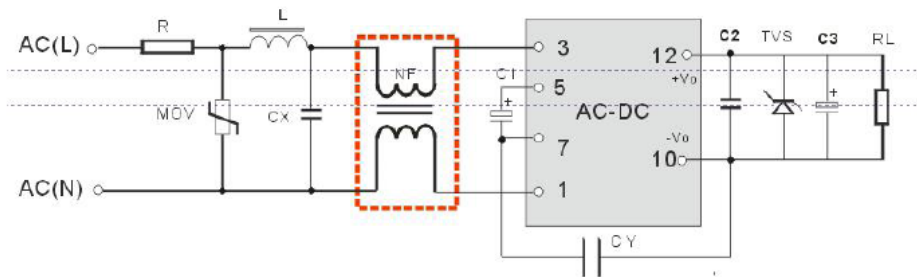 L
R
AC(L)
MOV
CX
NF
C1
+
3
5
7
1
AC-DC
12
+Vo
-Vo
10
C2
TVS
C3
+
RL
AC(N)
CY